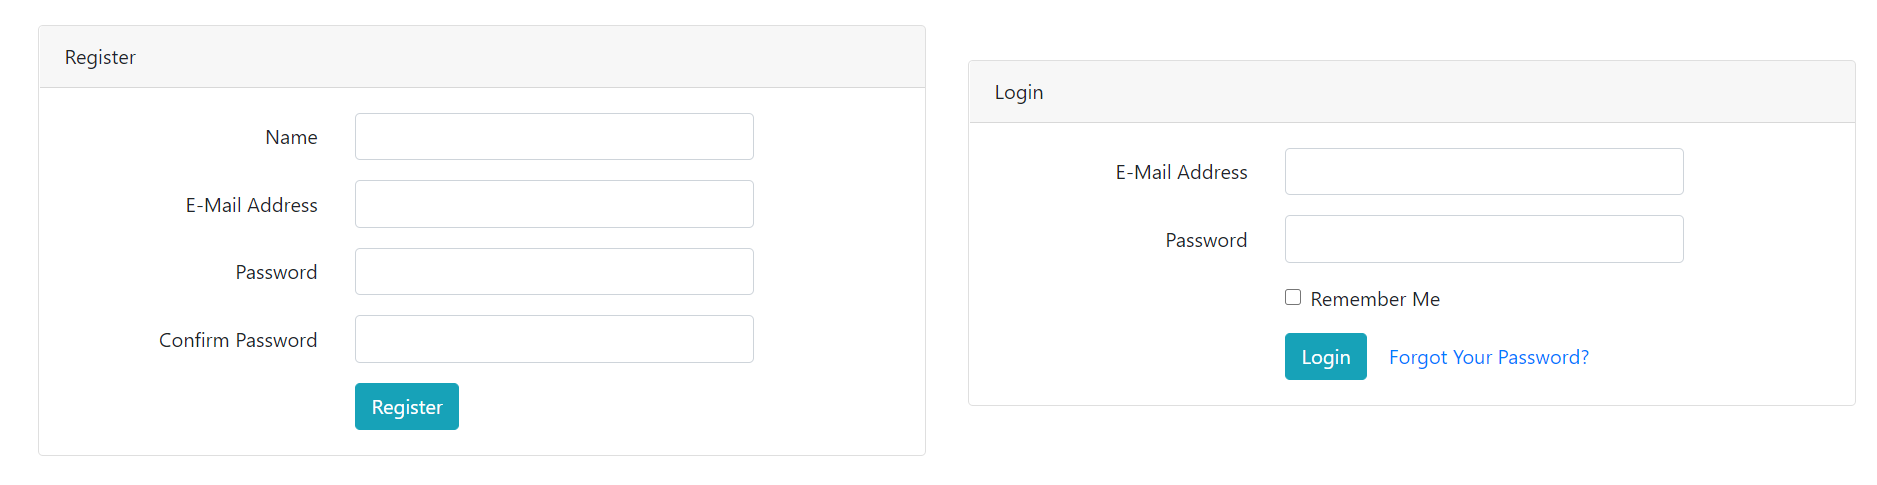 Register
Name
E-Mail Address
Password
Confirm Password
Register
Login
E-Mail Address
Password
Remember Me
Login Forgot Your Password?